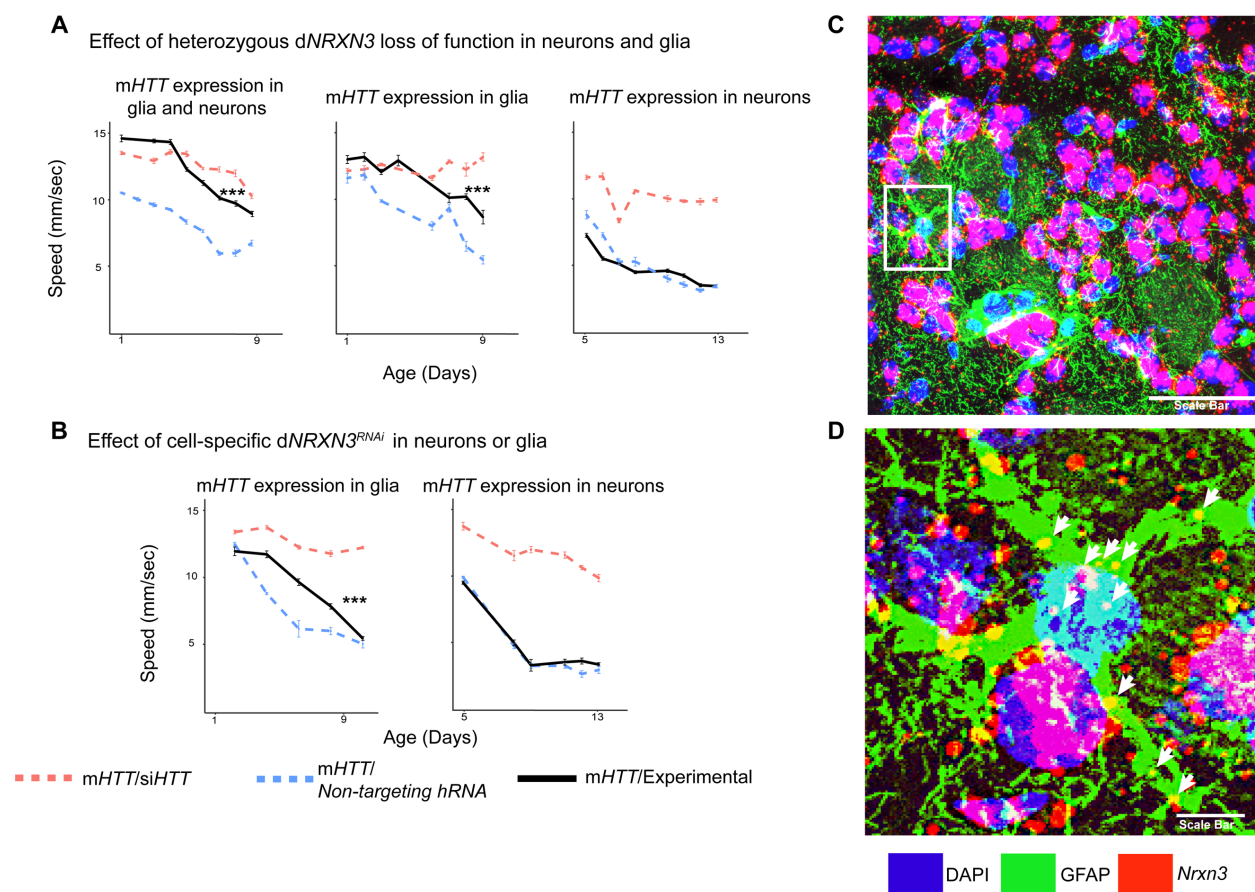 A
Effect of heterozygous dNRXN3 loss of function in neurons and glia
mHTT expression in
glia and neurons
mHTT expression in glia
mHTT expression in neurons
Speed (mm/sec)
15
10
5
***
***
1
9
1
9
5
13
Age (Days)
B
Effect of cell-specific dNRXN3RNAi in neurons or glia
mHTT expression in glia
mHTT expression in neurons
Speed (mm/sec)
15
10
5
***
1
9
5
13
Age (Days)
mHTT/siHTT
mHTT/
Non-targeting hRNA
mHTT/Experimental
C
Scale Bar
D
Scale Bar
DAPI
GFAP
Nrxn3